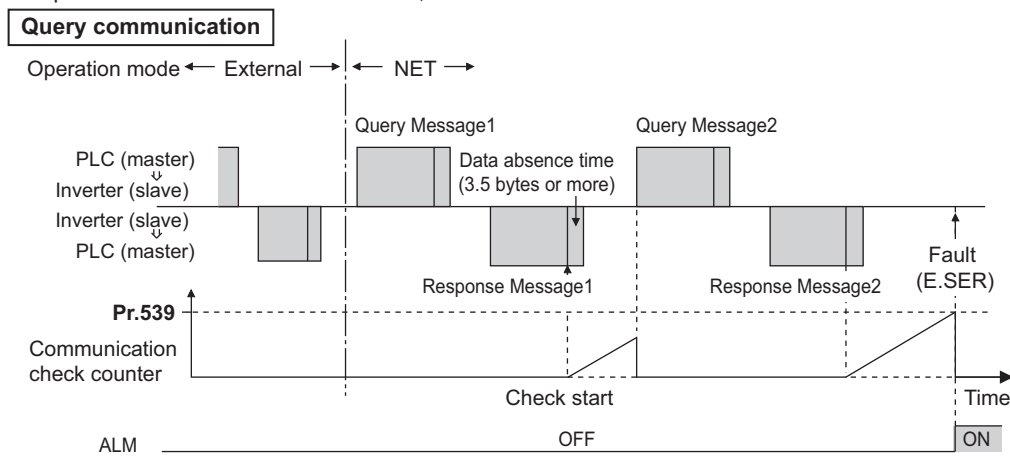 Query communication
Operation mode External NET
Query Message1
Query Message2
PLC (master)
Inverter (slave)
Inverter (slave)
PLC (master)
Data absence time
(3.5 bytes or more)
Response Message1
Response Message2
Fault
(E.SER)
Pr.539
Communication
check counter
Check start
Time
ALM
OFF
ON